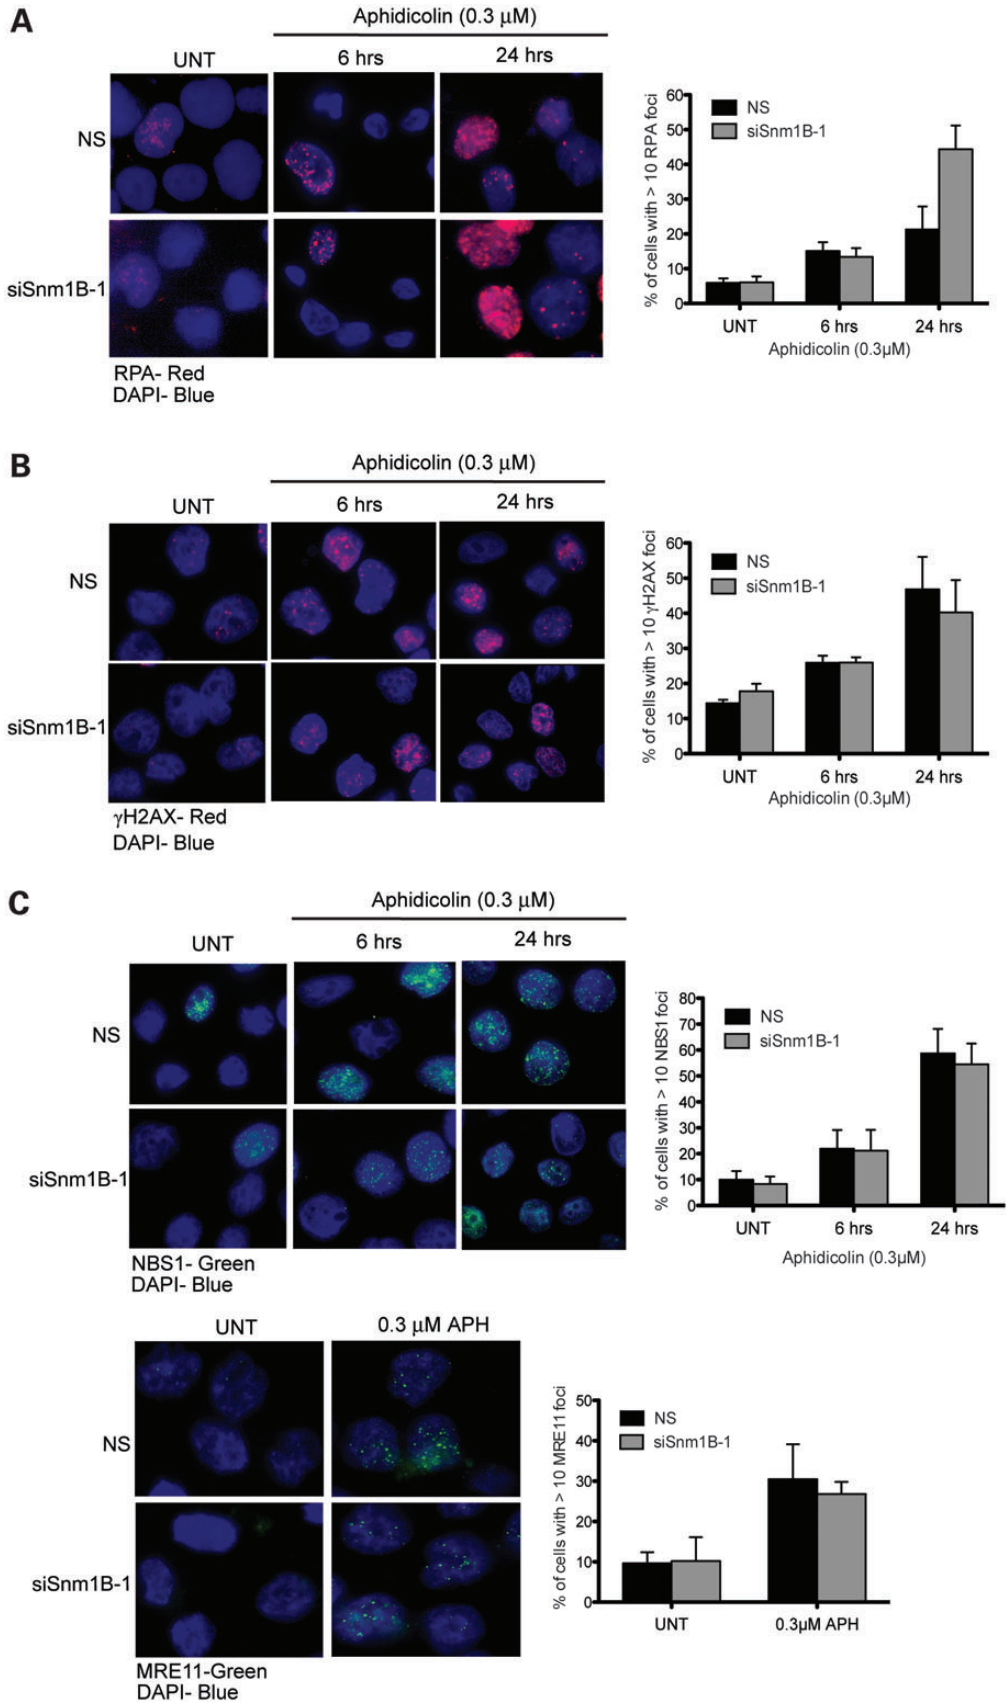 A
Aphidicolin (0.3 µM)
UNT
6 hrs
24 hrs
NS
siSnm1B-1
RPA- Red
DAPI- Blue
% of cells with > 10 RPA foci
60
50
40
30
20
10
0
NS
siSnm1B-1
UNT
6 hrs
24 hrs
Aphidicolin (0.3µM)
B
Aphidicolin (0.3 µM)
UNT
6 hrs
24 hrs
NS
siSnm1B-1
γH2AX- Red
DAPI- Blue
% of cells with > 10 γH2AX foci
60
50
40
30
20
10
0
NS
siSnm1B-1
UNT
6 hrs
24 hrs
Aphidicolin (0.3µM)
C
Aphidicolin (0.3 µM)
UNT
6 hrs
24 hrs
NS
siSnm1B-1
NBS1- Green
DAPI- Blue
% of cells with > 10 NBS1 foci
80
70
60
50
40
30
20
10
0
NS
siSnm1B-1
UNT
6 hrs
24 hrs
Aphidicolin (0.3µM)
UNT
0.3 µM APH
NS
siSnm1B-1
MRE11-Green
DAPI- Blue
% of cells with > 10 MRE11 foci
50
40
30
20
10
0
NS
siSnm1B-1
UNT
0.3µM APH